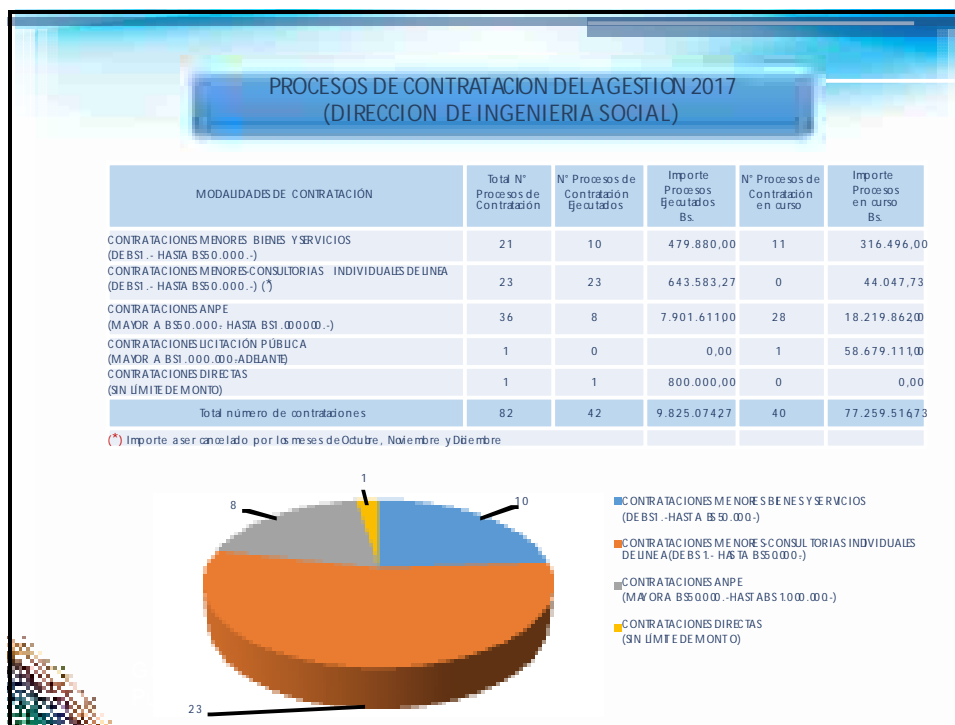 PROCESOS DE CONTRATACION DE LA GESTION 2017
(DIRECCION DE INGENIERIA SOCIAL)
MODALIDADES DE CONTRATACIÓN
Total N° Procesos de Contratación
N° Procesos de Contratación Ejecutados
Importe Procesos Ejecutados Bs.
N° Procesos de Contratación en curso
Importe Procesos en curso Bs.
CONTRATACIONES MENORES BIENES Y SERVICIOS
(DE BS1.- HASTA BS50.000.-)
21 10 479.880,00 11 316.496,00
CONTRATACIONES MENORES-CONSULTORIAS INDIVIDUALES DE LINEA
(DE BS1.- HASTA BS50.000.-) (*)
23 23 643.583,27 0 44.047,73
CONTRATACIONES ANPE
(MAYOR A BS50.000.- HASTA BS1.000.000.-)
36 8 7.901.611,00 28 18.219.862,00
CONTRATACIONES LICITACIÓN PÚBLICA
(MAYOR A BS1.000.000.-ADELANTE)
1 0 0,00 1 58.679.111,00
CONTRATACIONES DIRECTAS
(SIN LÍMITE DE MONTO)
1 1 800.000,00 0 0,00
Total número de contrataciones 82 42 9.825.074,27 40 77.259.516,73
(*) Importe a ser cancelado por los meses de Octubre, Noviembre y Diciembre
1
8
10
23
CONTRATACIONES MENORES BIENES Y SERVICIOS
(DE BS1.-HASTA BS50.000.-)
CONTRATACIONES MENORES-CONSULTORIAS INDIVIDUALES
DE LINEA (DE BS1.- HASTA BS50.000.-)
CONTRATACIONES ANPE
(MAYOR A BS50.000.-HASTA BS1.000.000.-)
CONTRATACIONES DIRECTAS
(SIN LÍMITE DE MONTO)